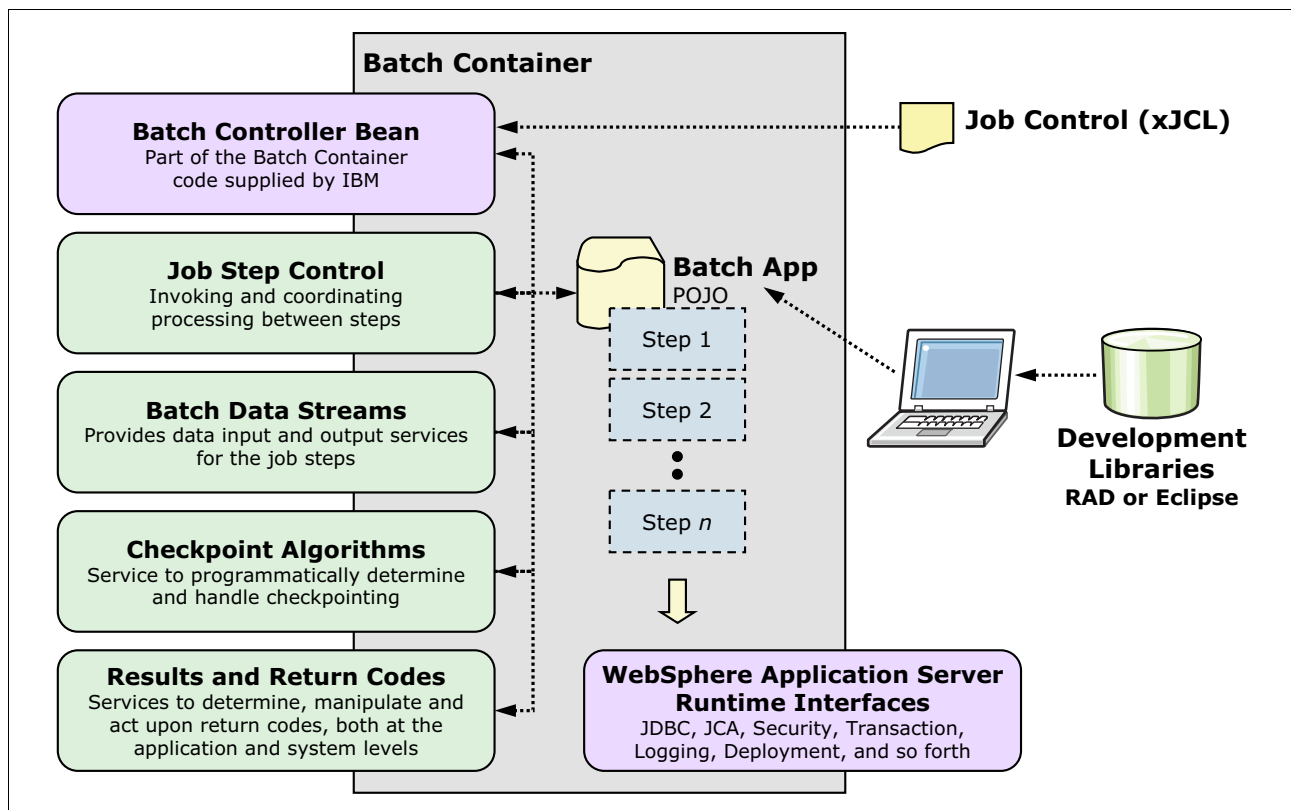 Batch Container
Batch Controller Bean
Part of the Batch Container
code supplied by IBM
Job Control (xJCL)
Job Step Control
Invoking and coordinating
processing between steps
Batch App
POJO
Step 1
Step 2
Step n
Batch Data Streams
Provides data input and output services
for the job steps
Development
Libraries
RAD or Eclipse
Checkpoint Algorithms
Service to programmatically determine
and handle checkpointing
Results and Return Codes
Services to determine, manipulate and
act upon return codes, both at the
application and system levels
WebSphere Application Server
Runtime Interfaces
JDBC, JCA, Security, Transaction,
Logging, Deployment, and so forth